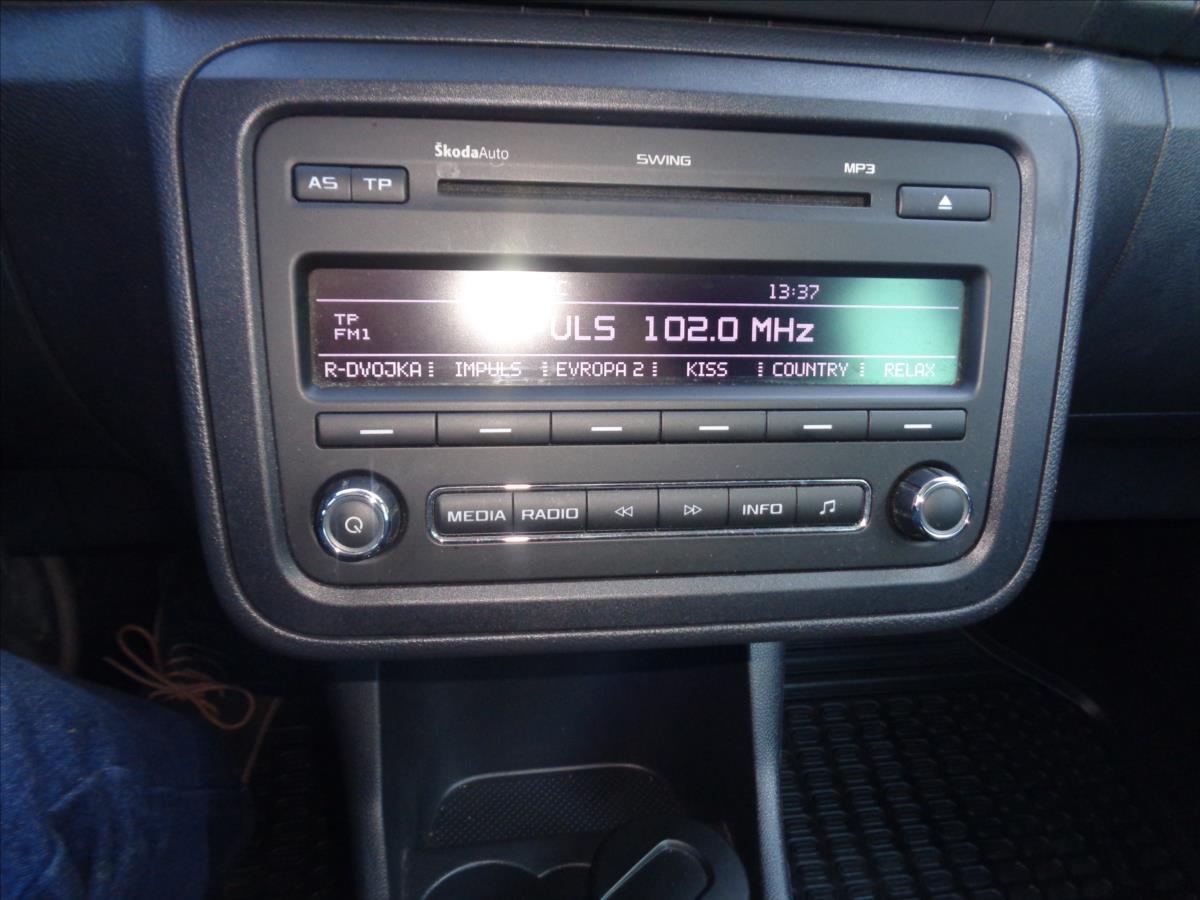 ŠkodaAuto SWING MP3
AS TP
13:37
TP
FM1
ULS 102.0 MHz
R-DVOJKA IMPULS EVROPA 2 KISS COUNTRY RELAX
MEDIA RADIO INFO